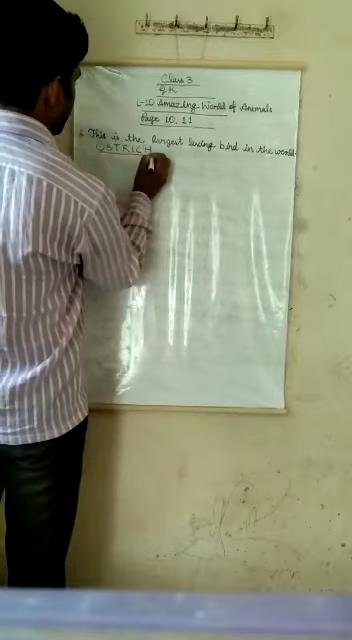 Class 3
G.K
L-10 Amazing World of Animals
Page 10, 11
This is the largest living bird in the world.
OSTRICH